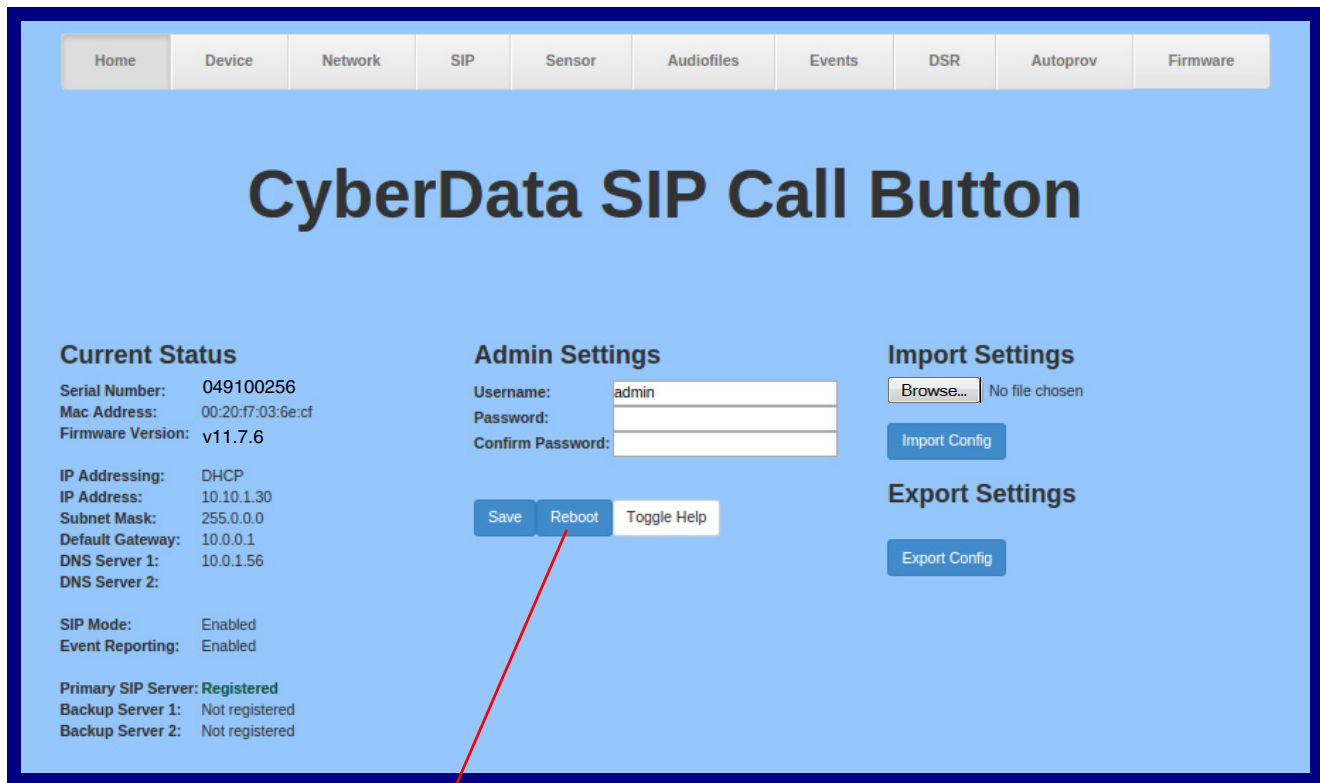 Home Device Network SIP Sensor Audiofiles Events DSR Autoprov Firmware
CyberData SIP Call Button
Current Status
Serial Number: 049100256
Mac Address: 00:20:f7:03:6e:cf
Firmware Version: v11.7.6
IP Addressing: DHCP
IP Address: 10.10.1.30
Subnet Mask: 255.0.0.0
Default Gateway: 10.0.0.1
DNS Server 1: 10.0.1.56
DNS Server 2:
SIP Mode: Enabled
Event Reporting: Enabled
Primary SIP Server: Registered
Backup Server 1: Not registered
Backup Server 2: Not registered
Admin Settings
Username: admin
Password:
Confirm Password:
Save Reboot Toggle Help
Import Settings
Browse... No file chosen
Import Config
Export Settings
Export Config